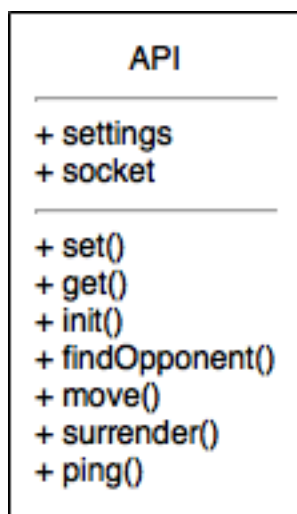 API
+ settings
+ socket
+ set()
+ get()
+ init()
+ findOpponent()
+ move()
+ surrender()
+ ping()